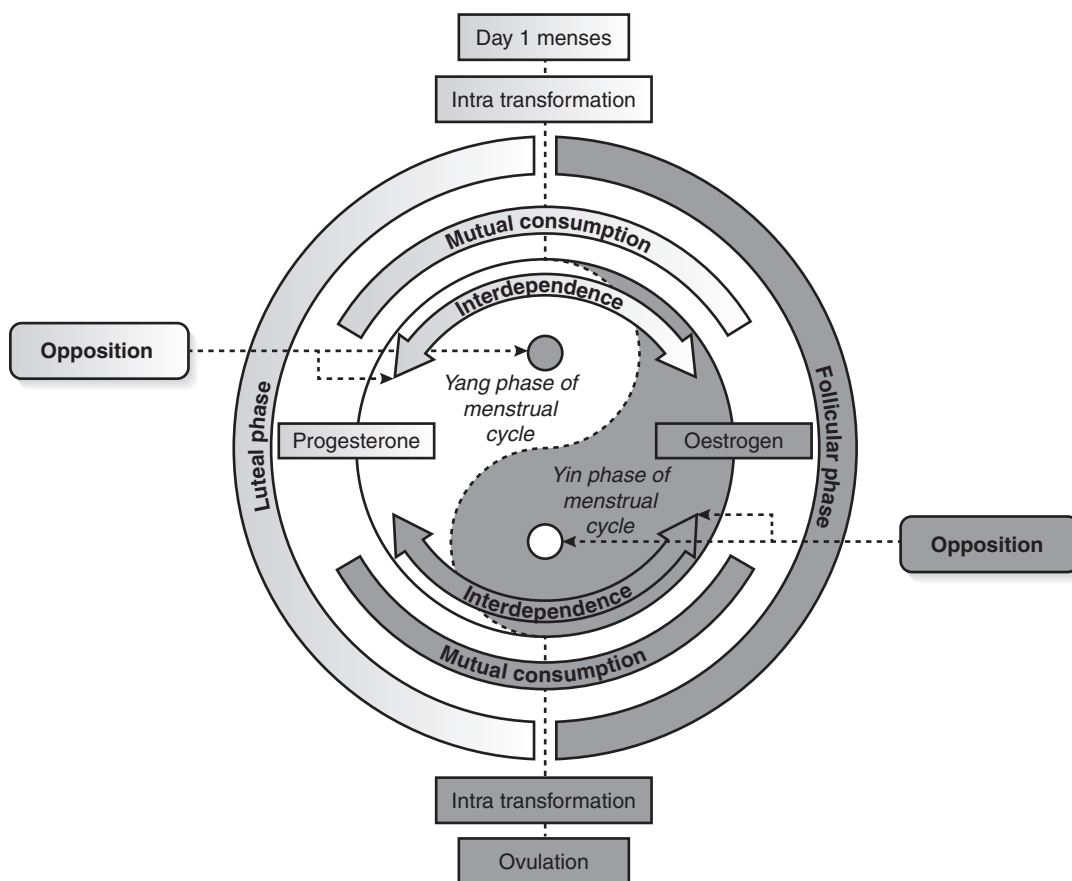 Day 1 menses
Intra transformation
Mutual consumption
Interdependence
Opposition
Yang phase of
menstrual
cycle
Luteal phase
Progesterone
Oestrogen
Follicular phase
Yin phase of
menstrual
cycle
Opposition
Interdependence
Mutual consumption
Intra transformation
Ovulation